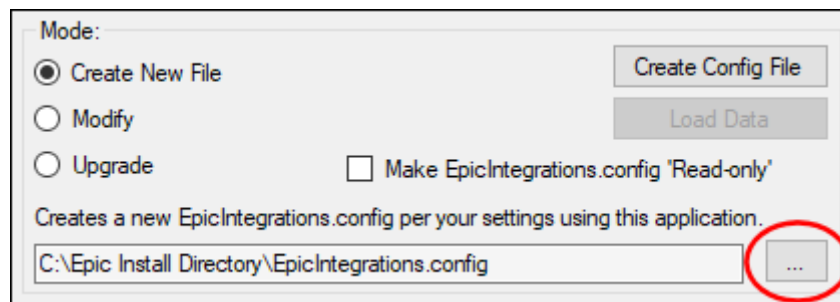 Mode:
Create New File
Create Config File
Modify
Load Data
Upgrade
Make EpicIntegrations.config "Read-only"
Creates a new EpicIntegrations.config per your settings using this application.
C:\Epic Install Directory\EpicIntegrations.config
...